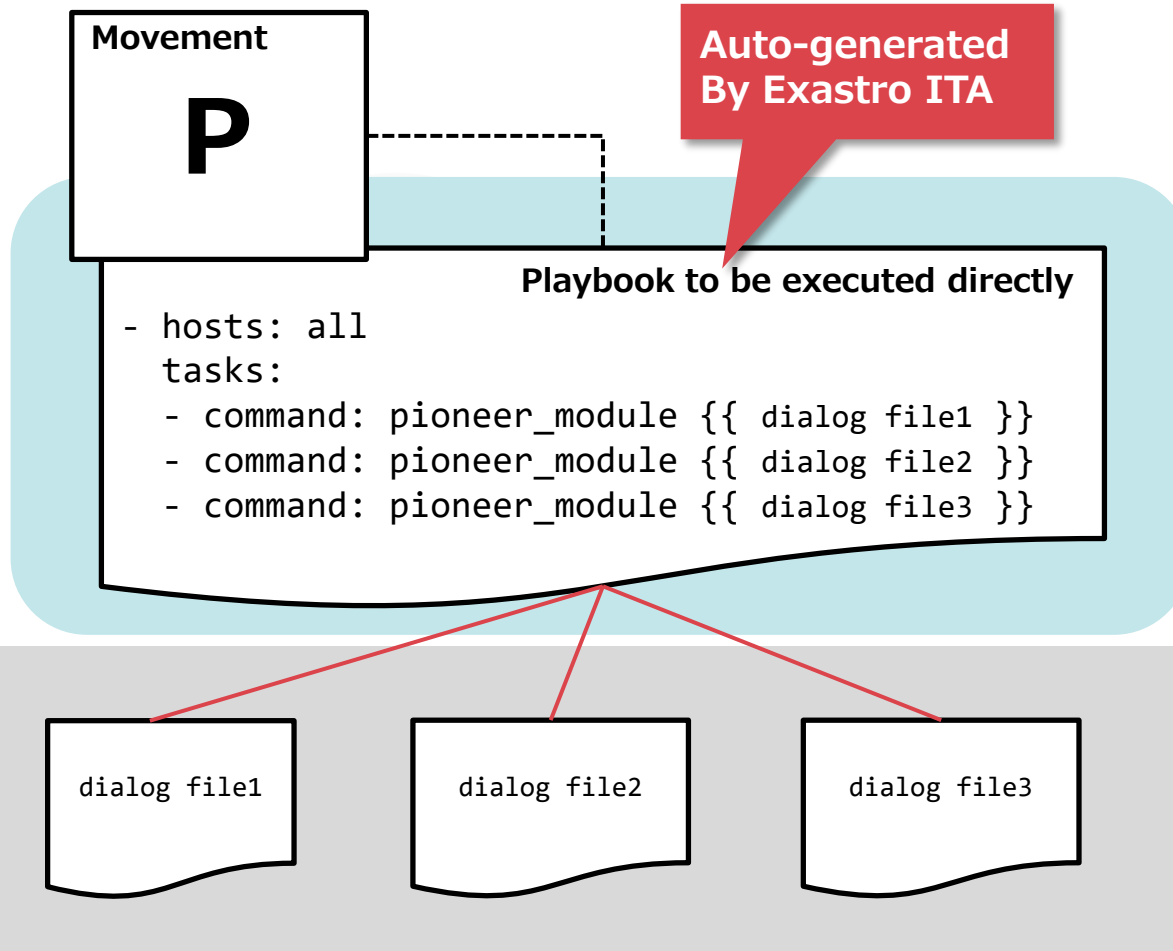 Movement
P
Auto-generated
By Exastro ITA
Playbook to be executed directly
- hosts: all
  tasks:
  - command: pioneer_module {{ dialog file1 }}
  - command: pioneer_module {{ dialog file2 }}
  - command: pioneer_module {{ dialog file3 }}
dialog file1
dialog file2
dialog file3